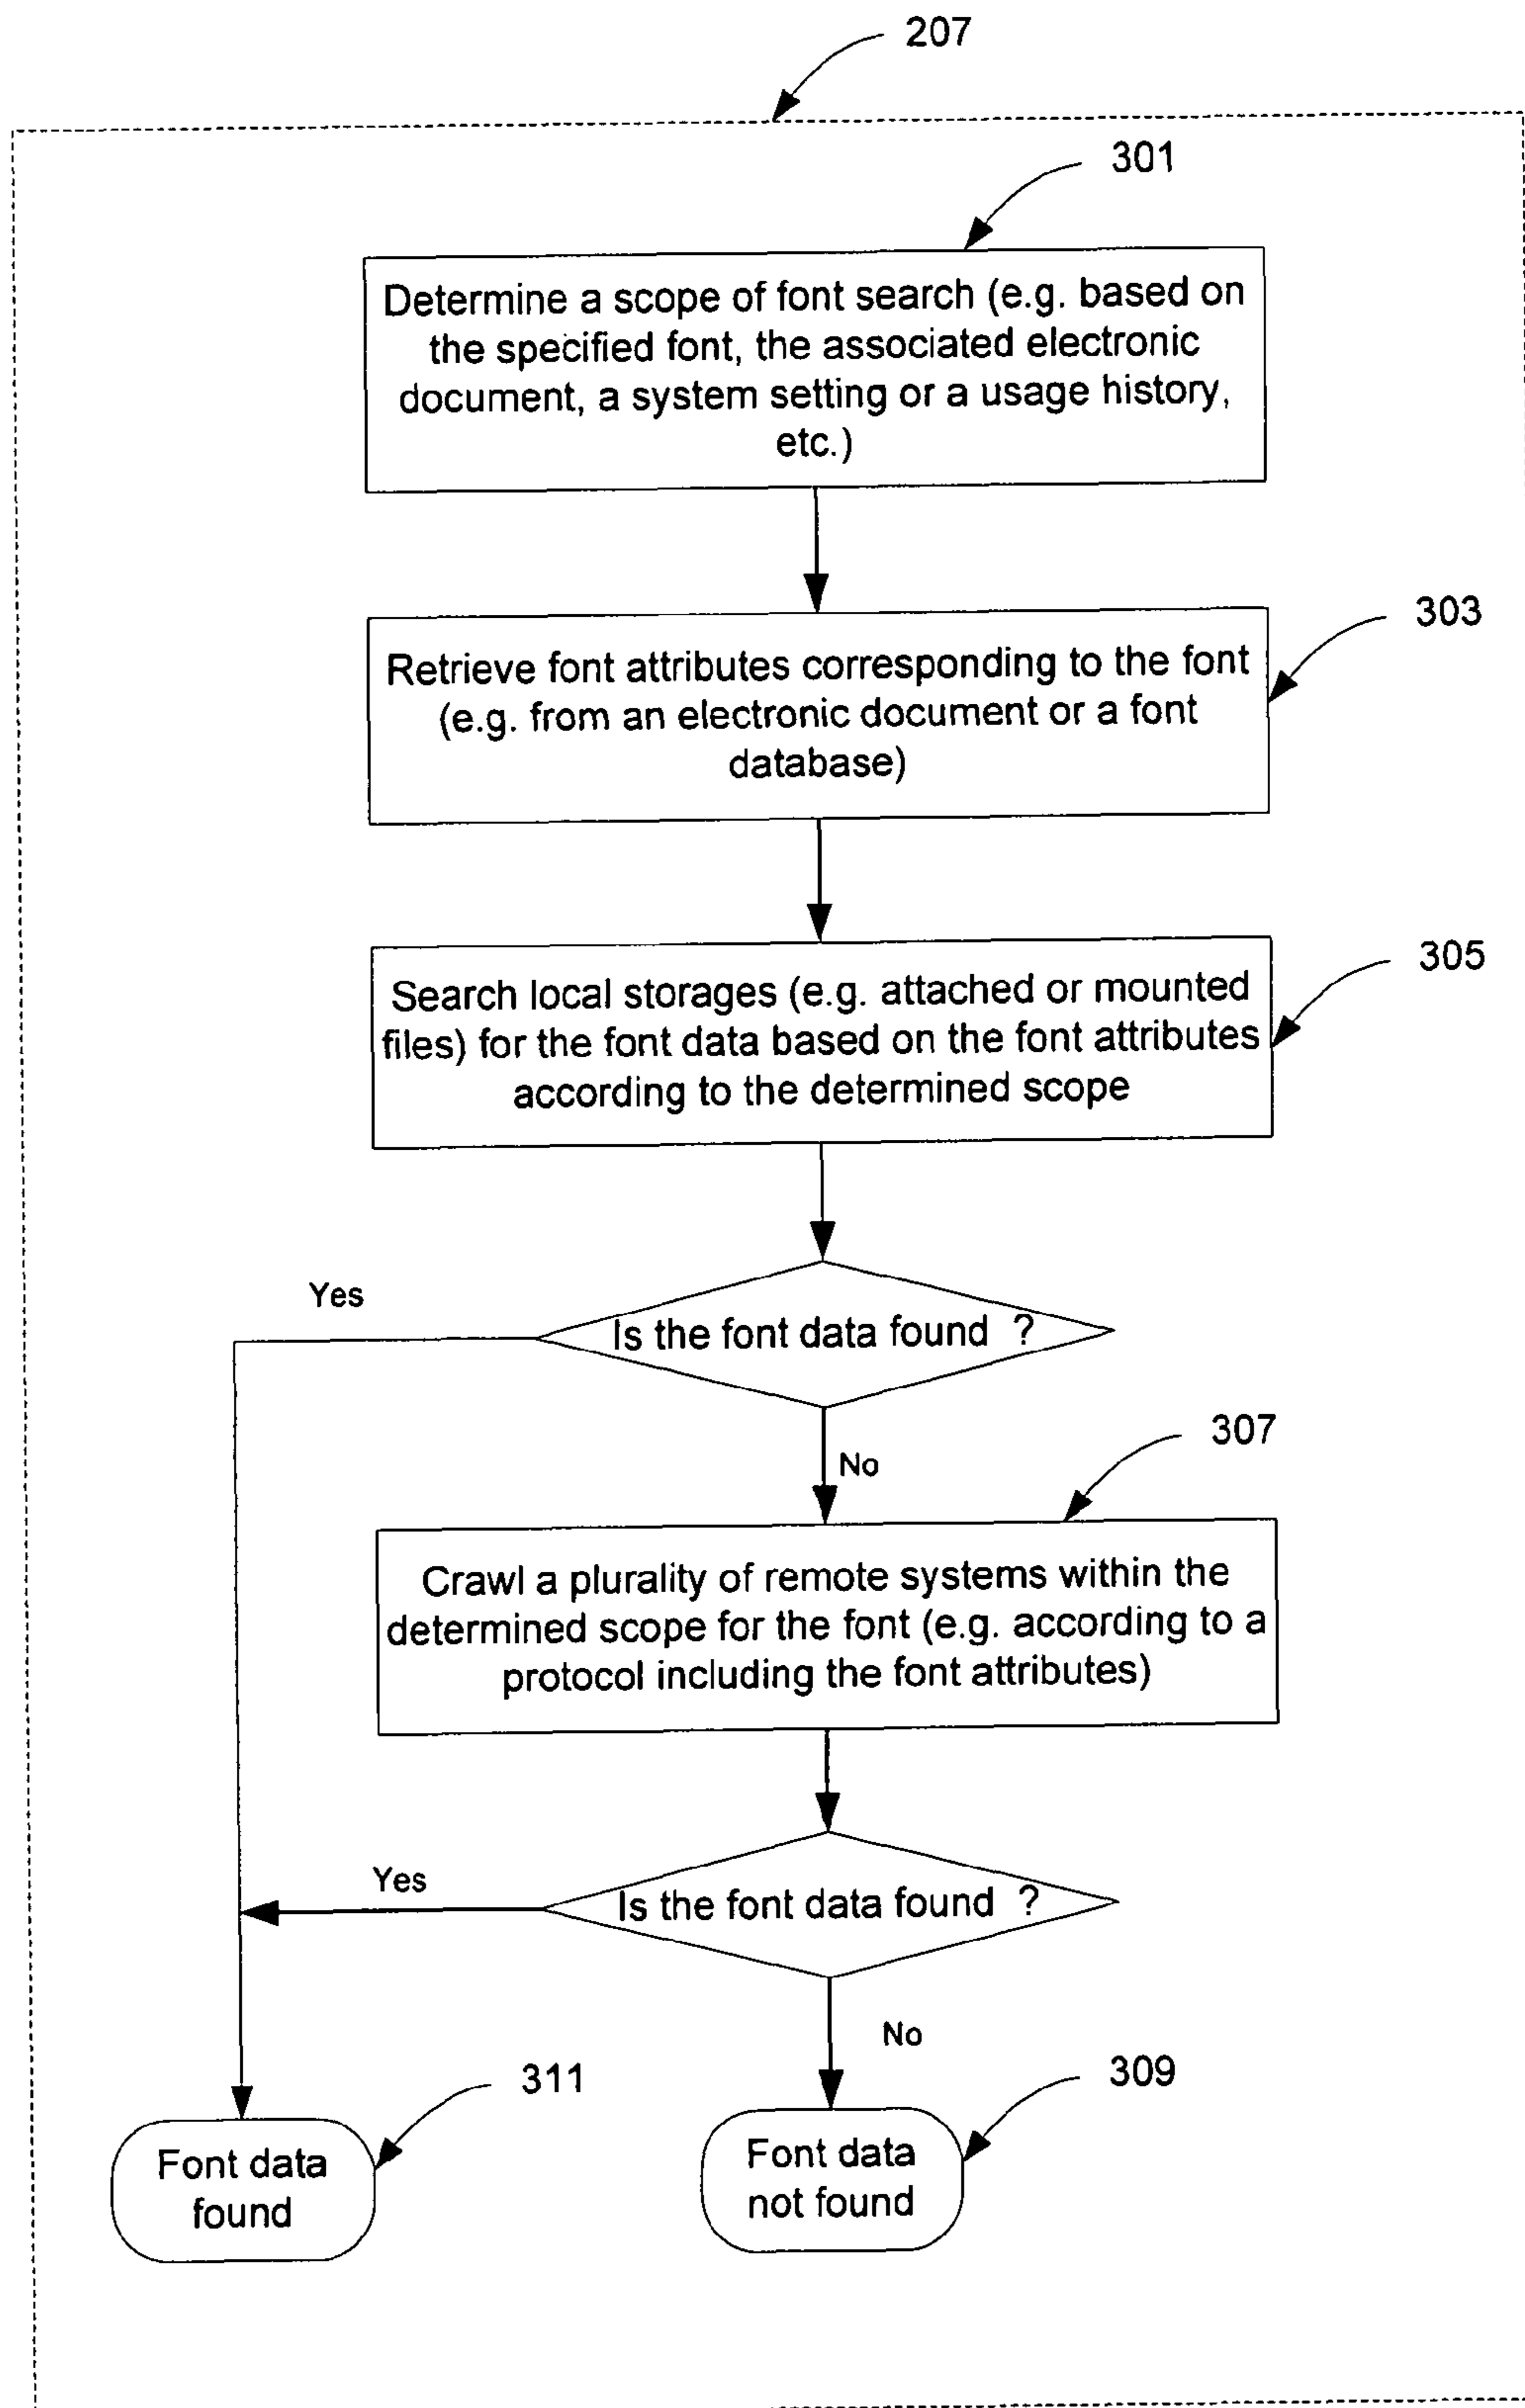 207
301
Determine a scope of font search (e.g. based on
the specified font, the associated electronic
document, a system setting or a usage history,
etc.)
303
Retrieve font attributes corresponding to the font
(e.g. from an electronic document or a font
database)
305
Search local storages (e.g. attached or mounted
files) for the font data based on the font attributes
according to the determined scope
Yes
Is the font data found ?
No
307
Crawl a plurality of remote systems within the
determined scope for the font (e.g. according to a
protocol including the font attributes)
Yes
Is the font data found ?
No
311
309
Font data
found
Font data
not found